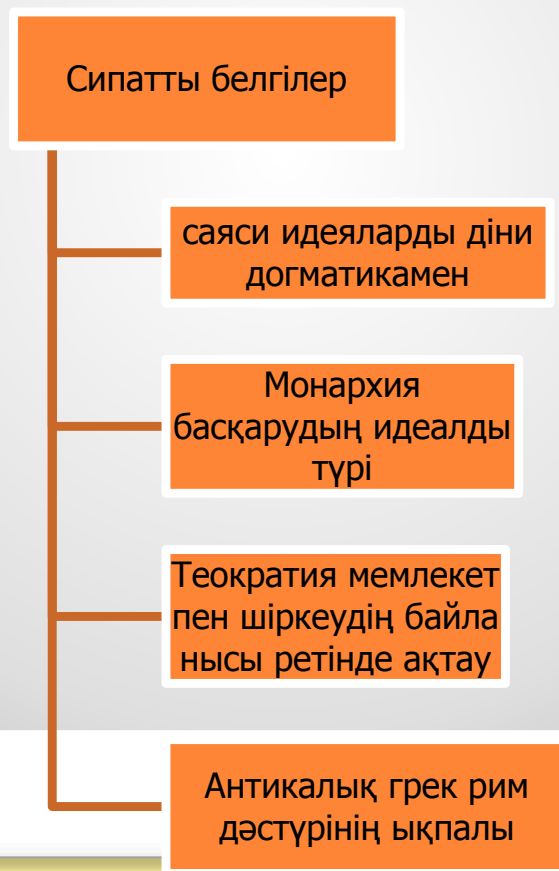 Сипатты белгілер
саяси идеяларды діни
догматикамен
Монархия
басқарудың идеалды
түрі
Теократия мемлекет
пен шіркеудің байла
нысы ретінде ақтау
Антикалық грек рим
дәстүрінің ықпалы